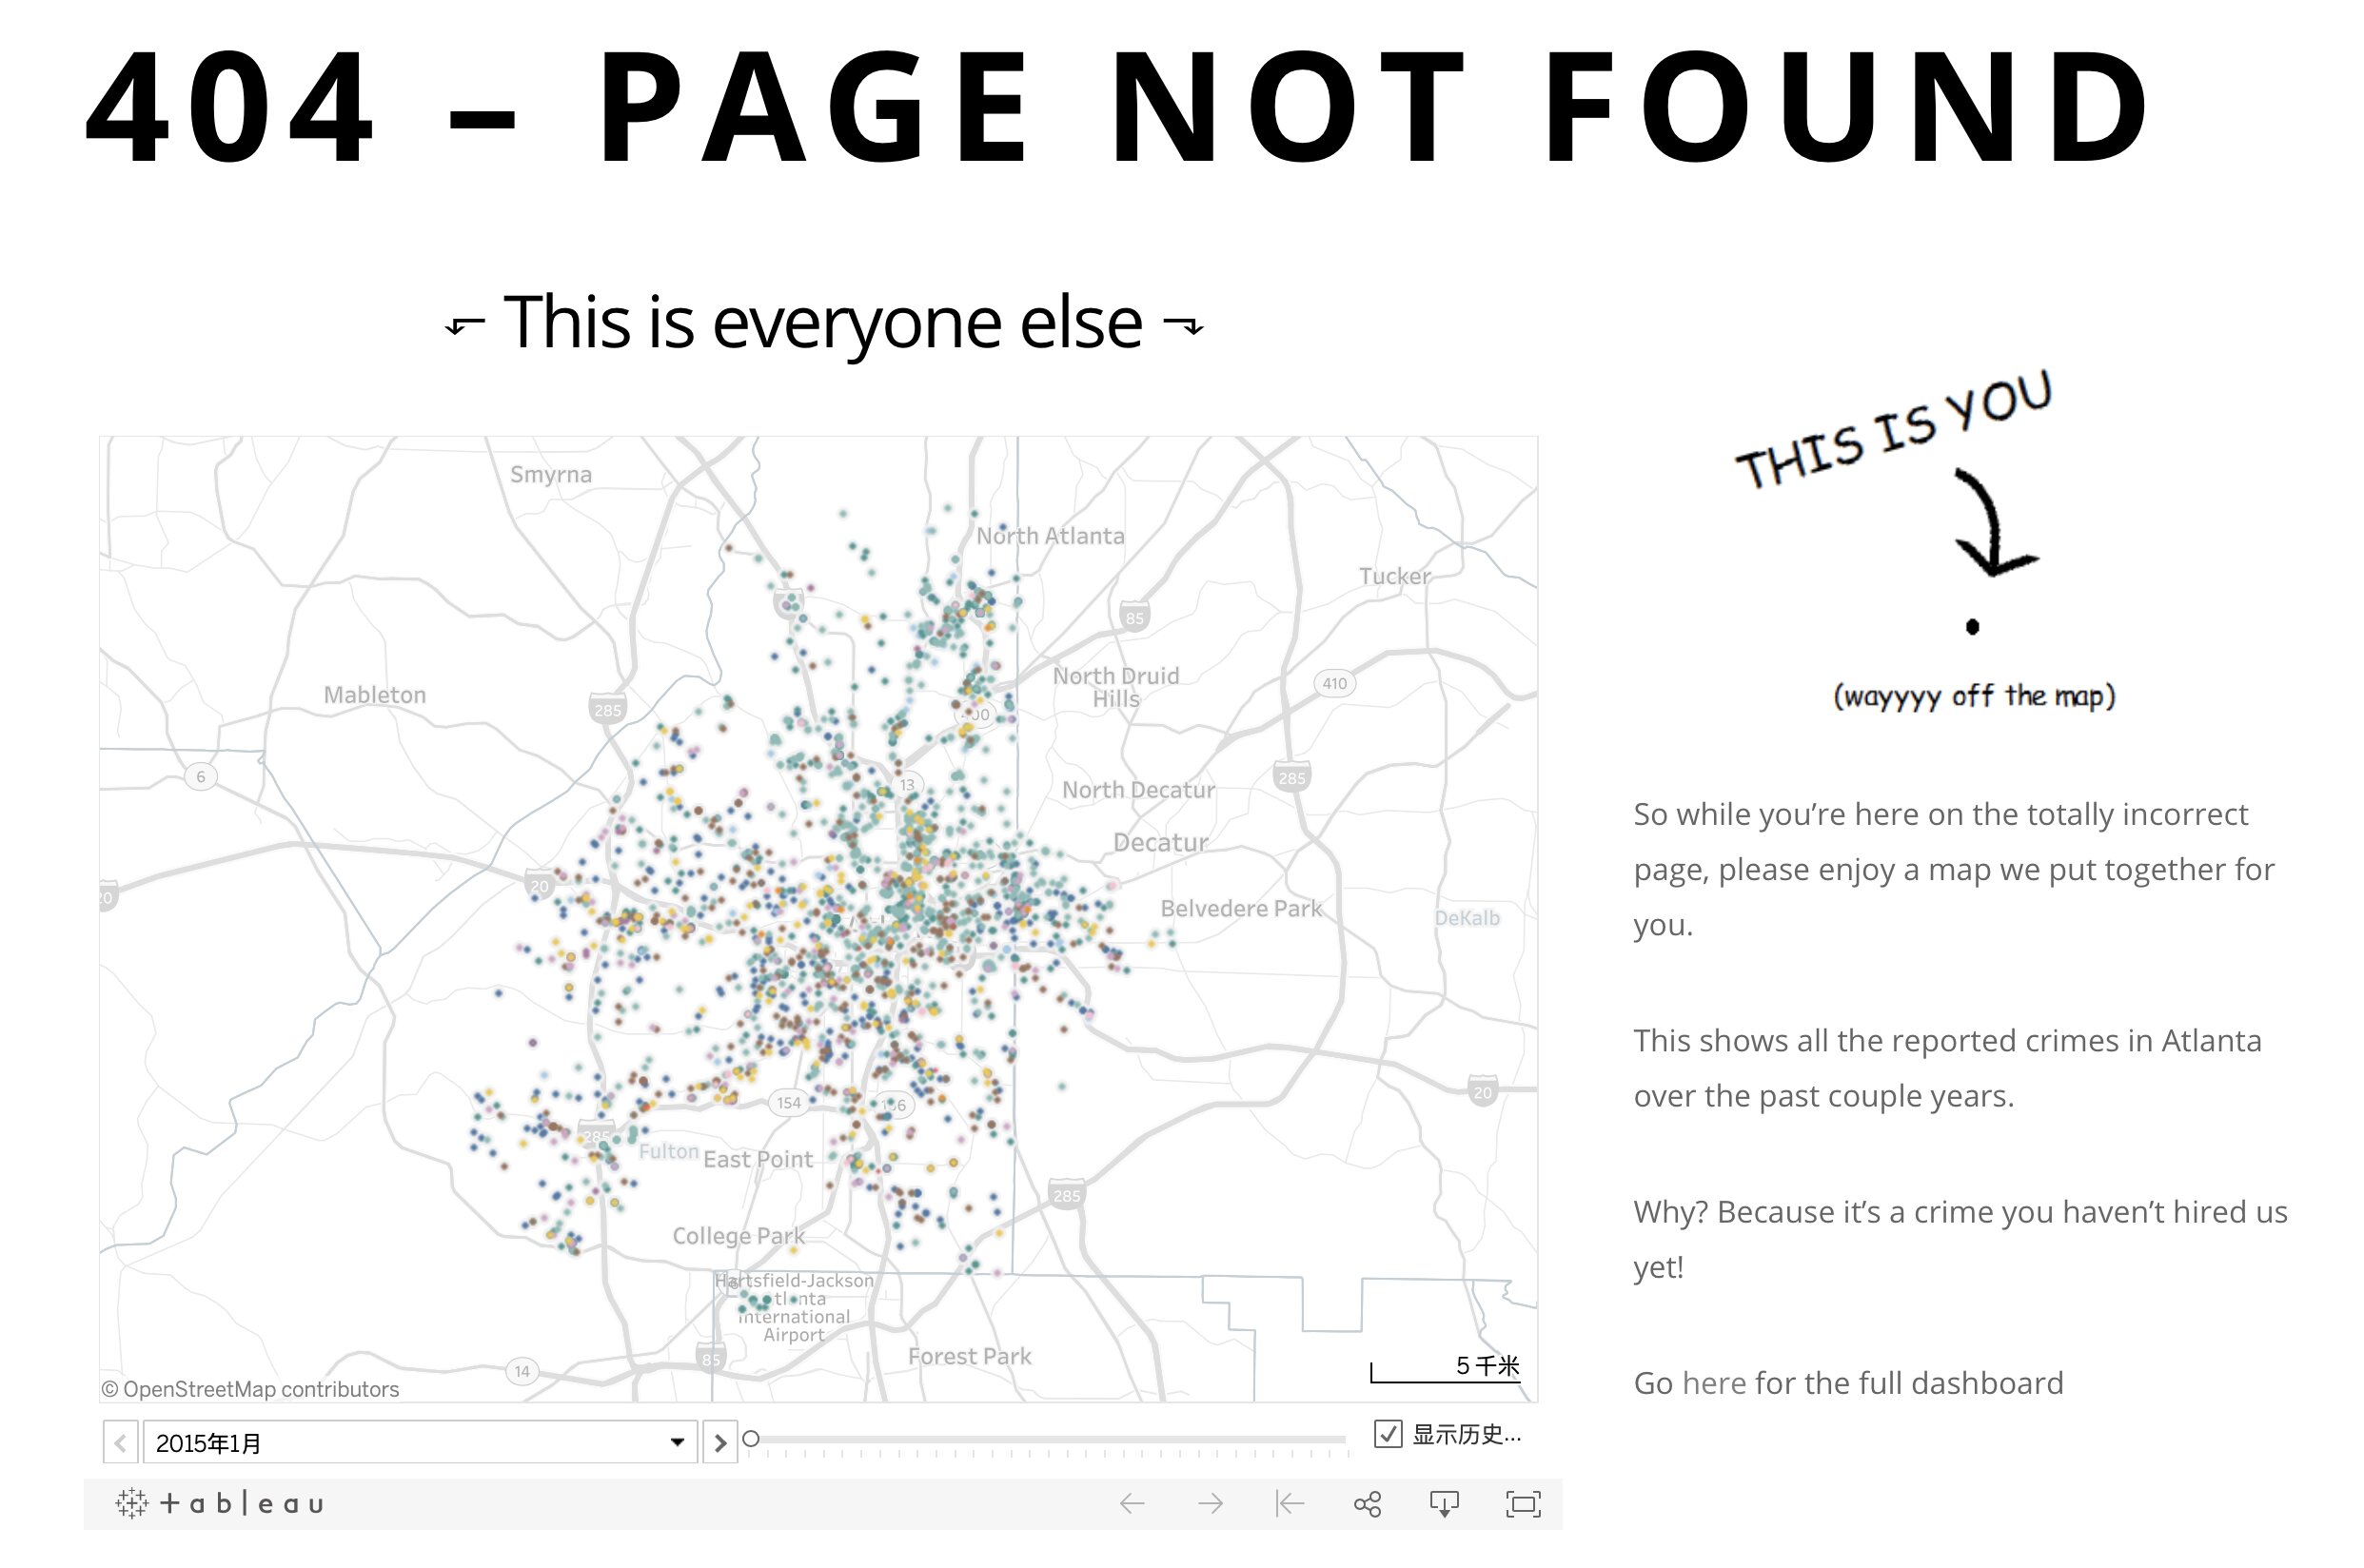 404 – PAGE NOT FOUND
⬐ This is everyone else ⬎
THIS IS YOU
(wayyyy off the map)
Smyrna
North Atlanta
Tucker
85
North Druid
Hills
410
Mableton
285
6
13
285
North Decatur
Decatur
20
20
Belvedere Park
DeKalb
154
20
285
Fulton
East Point
285
College Park
Hartsfield-Jackson
International
Airport
85
Forest Park
14
5 千米
© OpenStreetMap contributors
2015年1月
显示历史...
+ableau
So while you’re here on the totally incorrect
page, please enjoy a map we put together for
you.
This shows all the reported crimes in Atlanta
over the past couple years.
Why? Because it’s a crime you haven’t hired us
yet!
Go here for the full dashboard